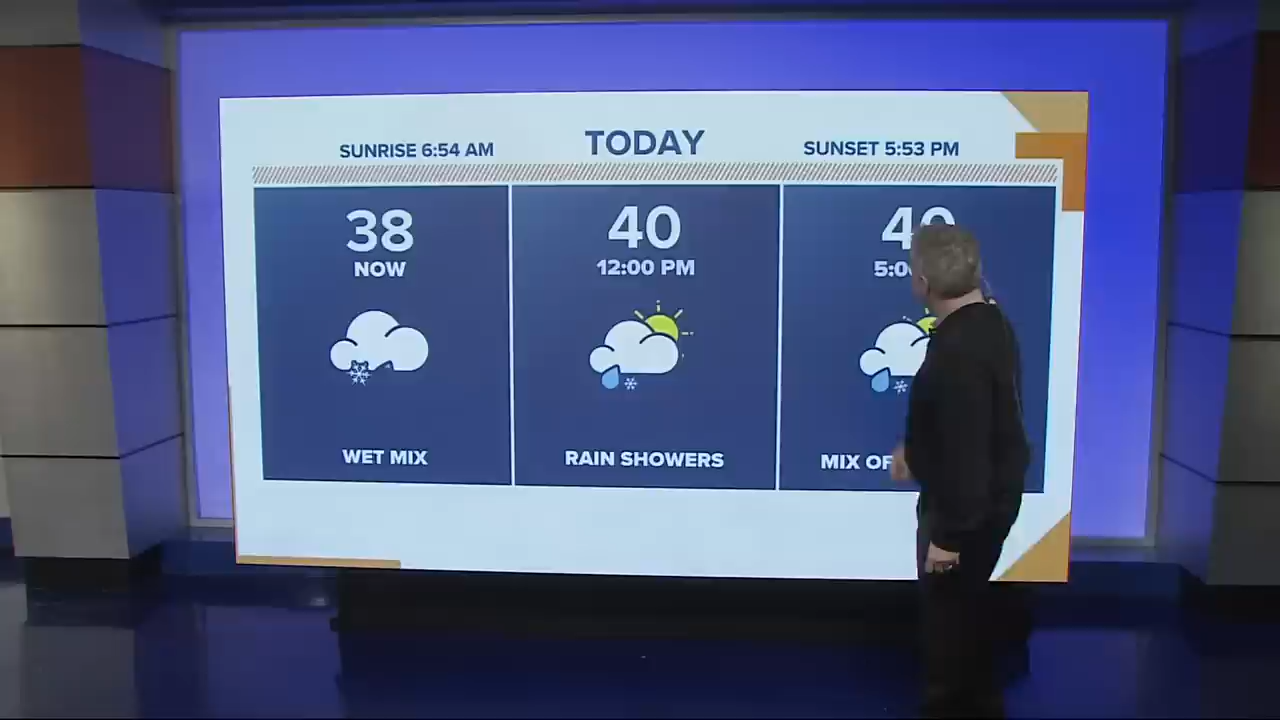 TODAY
SUNRISE 6:54 AM
SUNSET 5:53 PM
38
NOW
WET MIX
40
12:00 PM
RAIN SHOWERS
MIX OF